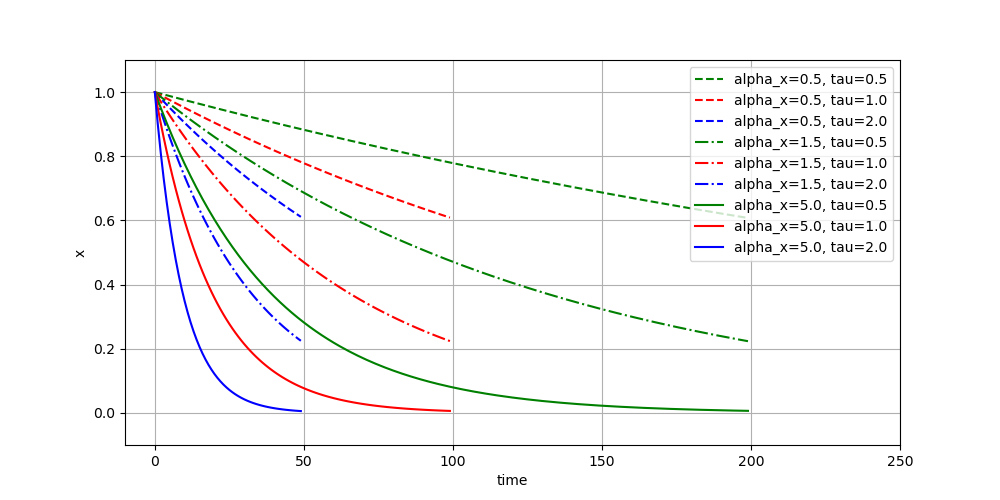 alpha_x=0.5, tau=0.5
alpha_x=0.5, tau=1.0
alpha_x=0.5, tau=2.0
alpha_x=1.5, tau=0.5
alpha_x=1.5, tau=1.0
alpha_x=1.5, tau=2.0
alpha_x=5.0, tau=0.5
alpha_x=5.0, tau=1.0
alpha_x=5.0, tau=2.0
1.0
0.8
0.6
0.4
0.2
0.0
x
0 50 100 150 200 250
time